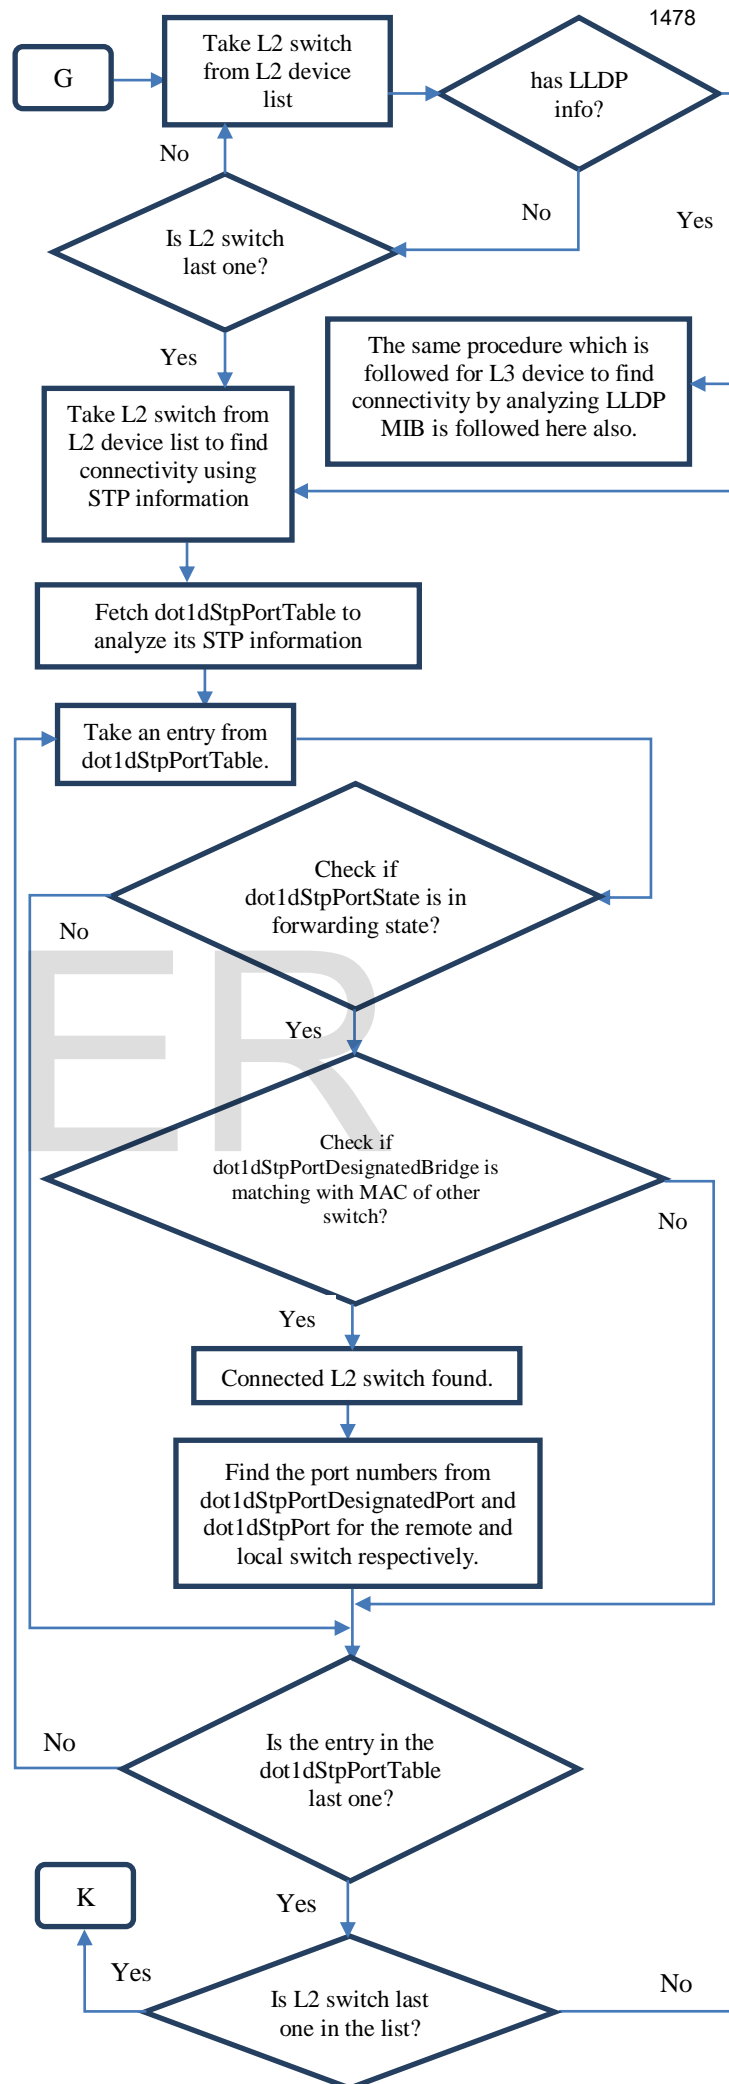 1478
G
Take L2 switch
from L2 device
list
has LLDP
info?
No
No
Yes
Is L2 switch
last one?
Yes
The same procedure which is
followed for L3 device to find
connectivity by analyzing LLDP
MIB is followed here also.
Take L2 switch from
L2 device list to find
connectivity using
STP information
Fetch dot1dStpPortTable to
analyze its STP information
Take an entry from
dot1dStpPortTable.
Check if
dot1dStpPortState is in
forwarding state?
No
ER
Yes
Check if
dot1dStpPortDesignatedBridge is
matching with MAC of other
switch?
No
Yes
Connected L2 switch found.
Find the port numbers from
dot1dStpPortDesignatedPort and
dot1dStpPort for the remote and
local switch respectively.
No
Is the entry in the
dot1dStpPortTable
last one?
K
Yes
Yes
No
Is L2 switch last
one in the list?